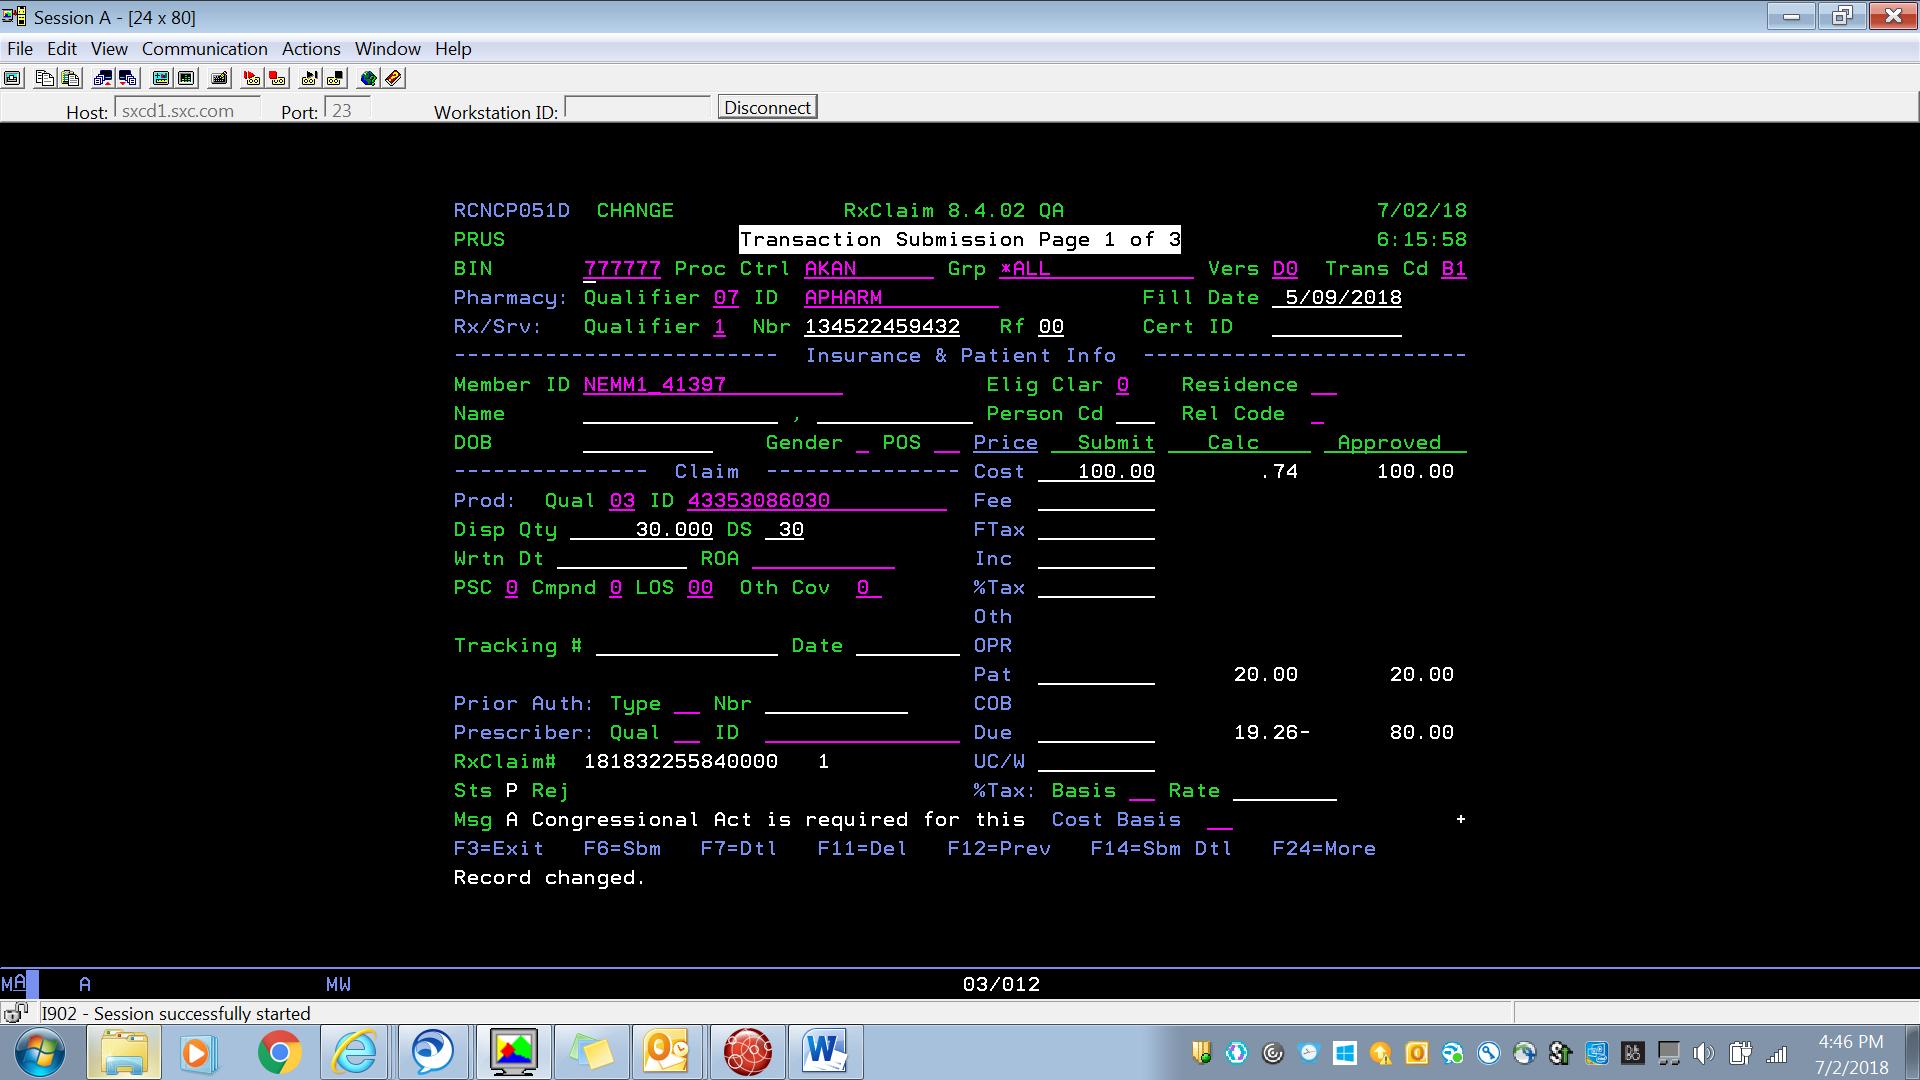 Session A - [24 x 80]
File Edit View Communication Actions Window Help
Host: sxcd1.sxc.com Port: 23 Workstation ID: Disconnect
RCNCP051D CHANGE RxClaim 8.4.02 QA 7/02/18
PRUS Transaction Submission Page 1 of 3 6:15:58
BIN 777777 Proc Ctrl AKAN Grp *ALL Vers D0 Trans Cd B1
Pharmacy: Qualifier 07 ID APHARM Fill Date 5/09/2018
Rx/Srv: Qualifier 1 Nbr 134522459432 Rf 00 Cert ID
------------------------- Insurance & Patient Info -------------------------
Member ID NEMM1_41397 Elig Clar 0 Residence
Name , Person Cd Rel Code
DOB Gender POS Price Submit Calc Approved
--------------- Claim --------------- Cost 100.00 .74 100.00
Prod: Qual 03 ID 43353086030 Fee
Disp Qty 30.000 DS 30 FTax
Wrtn Dt ROA Inc
PSC 0 Cmpnd 0 LOS 00 Oth Cov 0 %Tax
Oth
Tracking # Date OPR
Pat 20.00 20.00
Prior Auth: Type Nbr COB
Prescriber: Qual ID Due 19.26- 80.00
RxClaim# 181832255840000 1 UC/W
Sts P Rej %Tax: Basis Rate
Msg A Congressional Act is required for this Cost Basis +
F3=Exit F6=Sbm F7=Dtl F11=Del F12=Prev F14=Sbm Dtl F24=More
Record changed.
MA A MW 03/012
I902 - Session successfully started
4:46 PM
7/2/2018